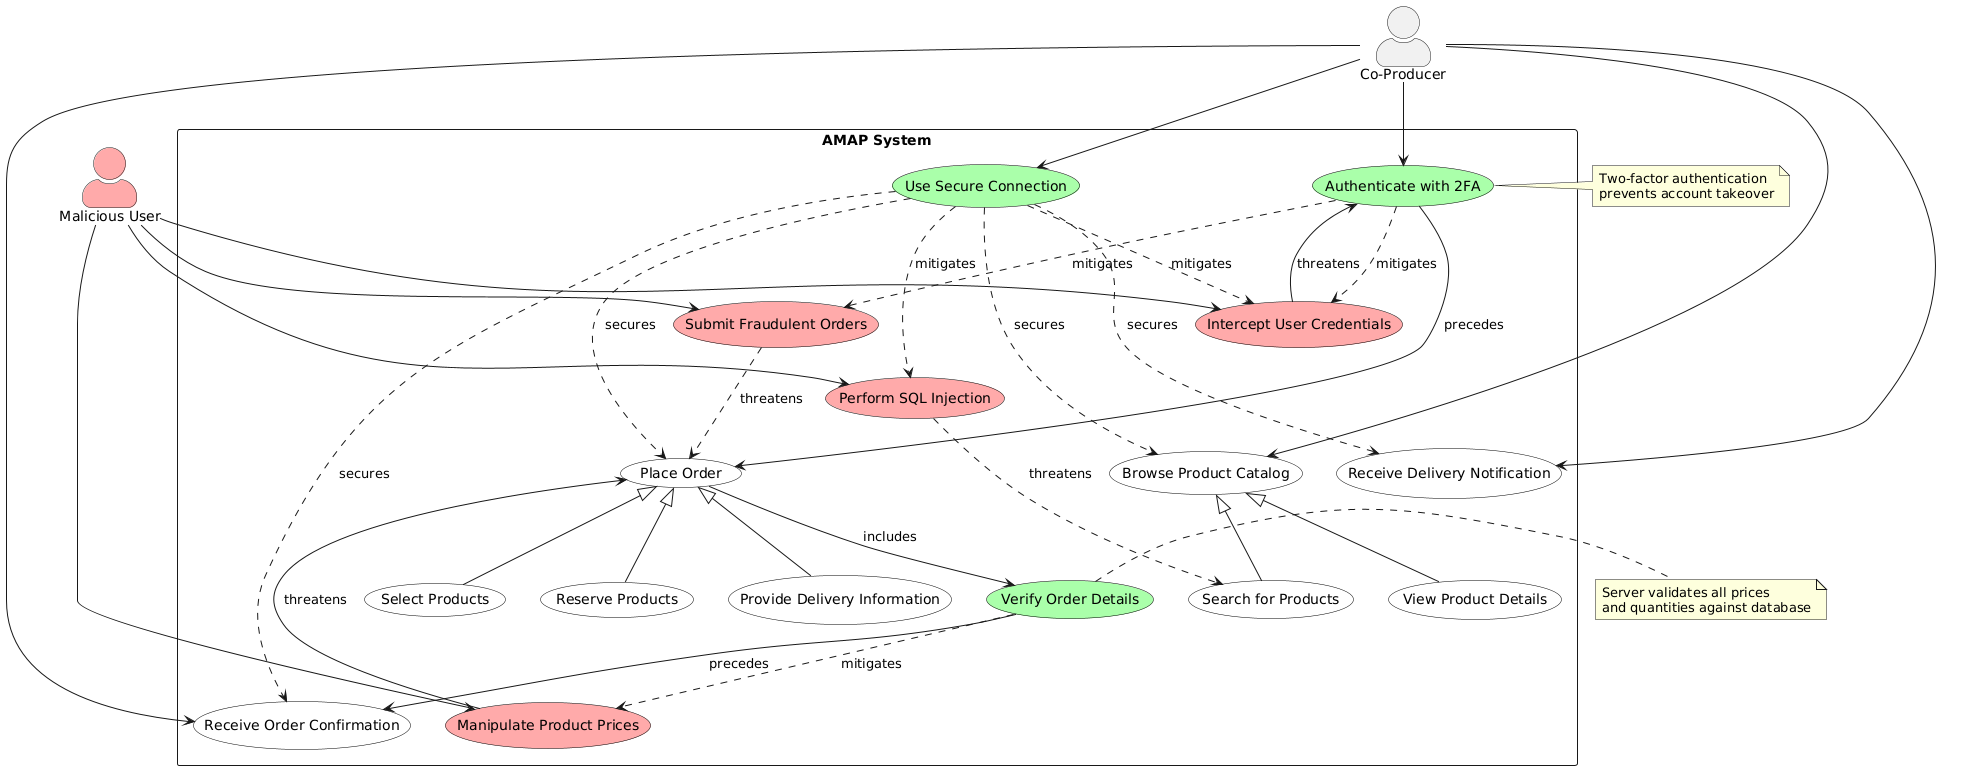 Co-Producer
AMAP System
Use Secure Connection
Authenticate with 2FA
Two-factor authentication
prevents account takeover
Malicious User
mitigates
mitigates
mitigates
threatens
mitigates
Submit Fraudulent Orders
secures
secures
secures
Intercept User Credentials
precedes
Perform SQL Injection
threatens
secures
Place Order
threatens
Browse Product Catalog
Receive Delivery Notification
includes
threatens
Select Products
Reserve Products
Provide Delivery Information
Verify Order Details
Search for Products
View Product Details
Server validates all prices
and quantities against database
precedes
mitigates
Receive Order Confirmation
Manipulate Product Prices